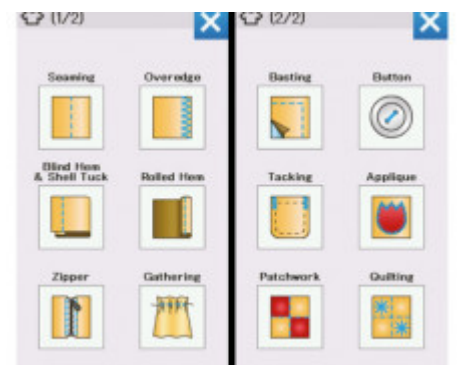 (1/2)
Seaming
Overedge
Blind Hem
& Shell Tuck
Rolled Hem
Zipper
Gathering
(2/2)
Basting
Button
Tacking
Applique
Patchwork
Quilting